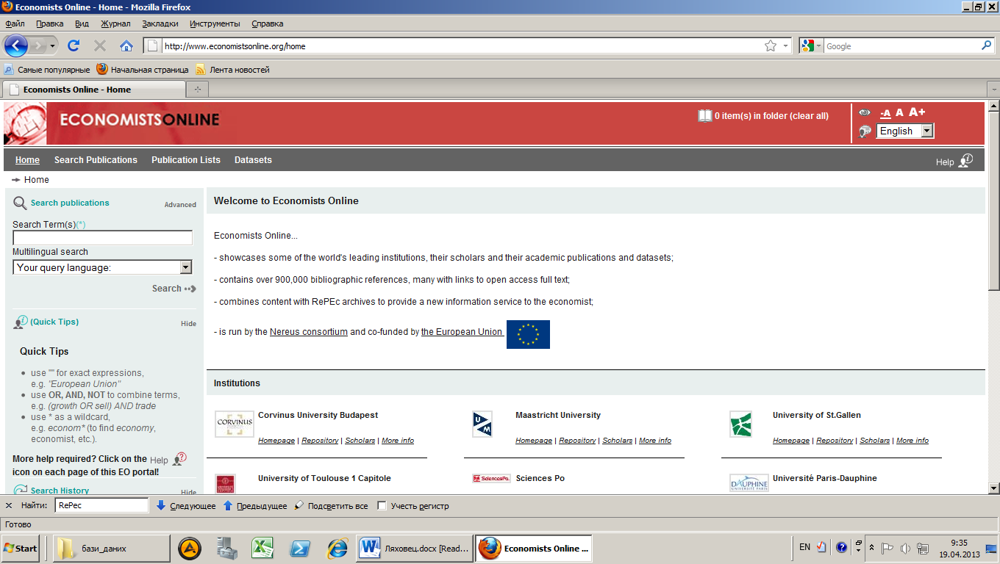 Economists Online - Home - Mozilla Firefox
Файл Правка Вид Журнал Закладки Инструменты Справка
http://www.economistsonline.org/home
Google
Самые популярные Начальная страница Лента новостей
Economists Online - Home
ECONOMISTSONLINE
0 item(s) in folder (clear all)
-A A A+
English
Home Search Publications Publication Lists Datasets
Help
Home
Search publications
Advanced
Search Term(s)(*)
Multilingual search
Your query language:
Search
(Quick Tips)
Hide
Quick Tips
use "" for exact expressions,
e.g. "European Union"
use OR, AND, NOT to combine terms,
e.g. (growth OR sell) AND trade
use * as a wildcard,
e.g. econom* (to find economy,
economist, etc.).
More help required? Click on the Help
icon on each page of this EO portal!
Search History
Hide
Welcome to Economists Online
Economists Online...
- showcases some of the world's leading institutions, their scholars and their academic publications and datasets;
- contains over 900,000 bibliographic references, many with links to open access full text;
- combines content with RePEc archives to provide a new information service to the economist;
- is run by the Nereus consortium and co-funded by the European Union
Institutions
CORVINUS
Corvinus University Budapest
Homepage | Repository | Scholars | More info
U M
Maastricht University
Homepage | Repository | Scholars | More info
University of St.Gallen
Homepage | Repository | Scholars | More info
University of Toulouse 1 Capitole
SciencesPo.
Sciences Po
DAUPHINE
UNIVERSITÉ PARIS
Université Paris-Dauphine
Найти: RePec Следующее Предыдущее Подсветить все Учесть регистр
Готово
Start
бази_даних
Ляховец.docx [Read...
Economists Online ...
EN
9:35
19.04.2013